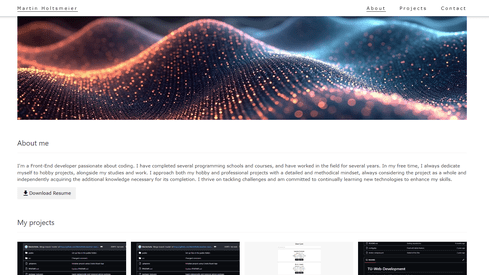 Martin Holtsmeier
About Projects Contact
About me
I'm a Front-End developer passionate about coding. I have completed several programming schools and courses, and have worked in the field for several years. In my free time, I always dedicate
myself to hobby projects, alongside my studies and work. I approach both my hobby and professional projects with a detailed and methodical mindset, always considering the project as a whole and
independently acquiring the additional knowledge necessary for its completion. I thrive on tackling challenges and am committed to continually learning new technologies to enhance my skills.
Download Resume
My projects